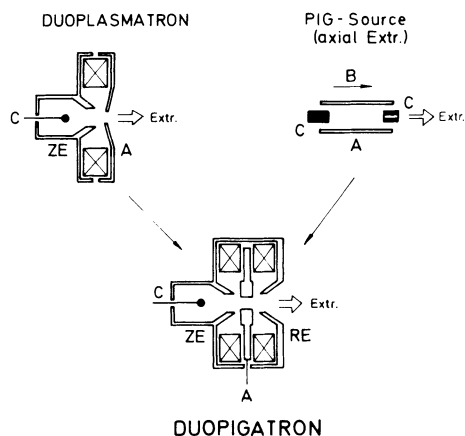 DUOPLASMATRON
C
Extr.
ZE
A
PIG-Source
(axial Extr.)
B
C
C
Extr.
A
C
Extr.
ZE
RE
A
DUOPIGATRON